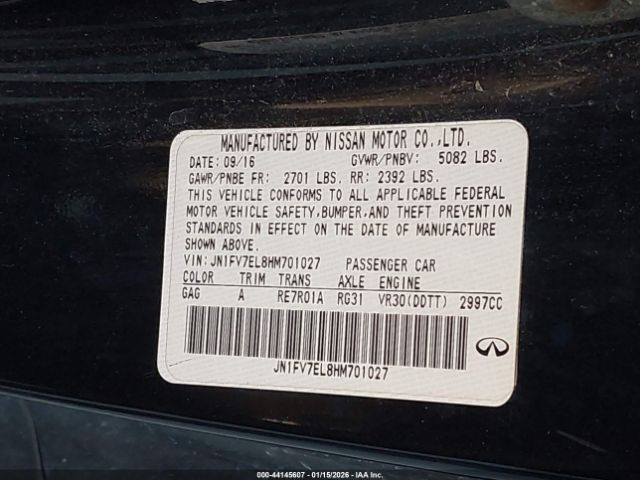 MANUFACTURED BY NISSAN MOTOR CO.,LTD.
DATE: 09/16 GVWR/PNBV: 5082 LBS.
GAWR/PNBE FR: 2701 LBS. RR: 2392 LBS.
THIS VEHICLE CONFORMS TO ALL APPLICABLE FEDERAL
MOTOR VEHICLE SAFETY,BUMPER,AND THEFT PREVENTION
STANDARDS IN EFFECT ON THE DATE OF MANUFACTURE
SHOWN ABOVE.
VIN: JN1FV7EL8HM701027 PASSENGER CAR
COLOR TRIM TRANS AXLE ENGINE
GAG A RE7R01A RG31 VR30(DDTT) 2997CC
JN1FV7EL8HM701027
000-44145607 - 01/15/2026 - IAA Inc.